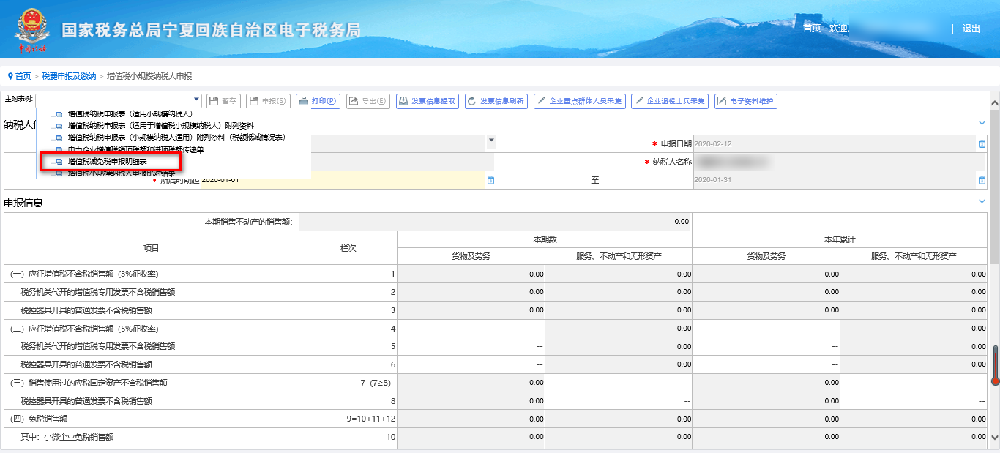 国家税务总局宁夏回族自治区电子税务局
首页 欢迎, | 退出
中国税务
首页 > 税费申报及缴纳 > 增值税小规模纳税人申报
主附表树: 暂存 申报(S) 打印(P) 导出(E) 发票信息提取 发票信息刷新 企业重点群体人员采集 企业退役士兵采集 电子资料维护
增值税纳税申报表（适用小规模纳税人）
增值税纳税申报表（适用于增值税小规模纳税人）附列资料
增值税纳税申报表（小规模纳税人适用）附列资料（税额抵减情况表）
电力企业增值税销项税额和进项税额传递单
增值税减免税申报明细表
增值税小规模纳税人申报比对结果
纳税人
* 申报日期 2020-02-12
* 纳税人名称
* 所属时期起 2020-01-01 至 2020-01-31
申报信息
本期销售不动产的销售额: 0.00
项目 栏次 本期数 本年累计
货物及劳务 服务、不动产和无形资产 货物及劳务 服务、不动产和无形资产
(一) 应征增值税不含税销售额 (3%征收率) 1 0.00 0.00 0.00 0.00
税务机关代开的增值税专用发票不含税销售额 2 0.00 0.00 0.00 0.00
税控器具开具的普通发票不含税销售额 3 0.00 0.00 0.00 0.00
(二) 应征增值税不含税销售额 (5%征收率) 4 -- 0.00 -- 0.00
税务机关代开的增值税专用发票不含税销售额 5 -- 0.00 -- 0.00
税控器具开具的普通发票不含税销售额 6 -- 0.00 -- 0.00
(三) 销售使用过的应税固定资产不含税销售额 7 (7≥8) 0.00 -- 0.00 --
税控器具开具的普通发票不含税销售额 8 0.00 -- 0.00 --
(四) 免税销售额 9=10+11+12 0.00 0.00 0.00 0.00
其中：小微企业免税销售额 10 0.00 0.00 0.00 0.00